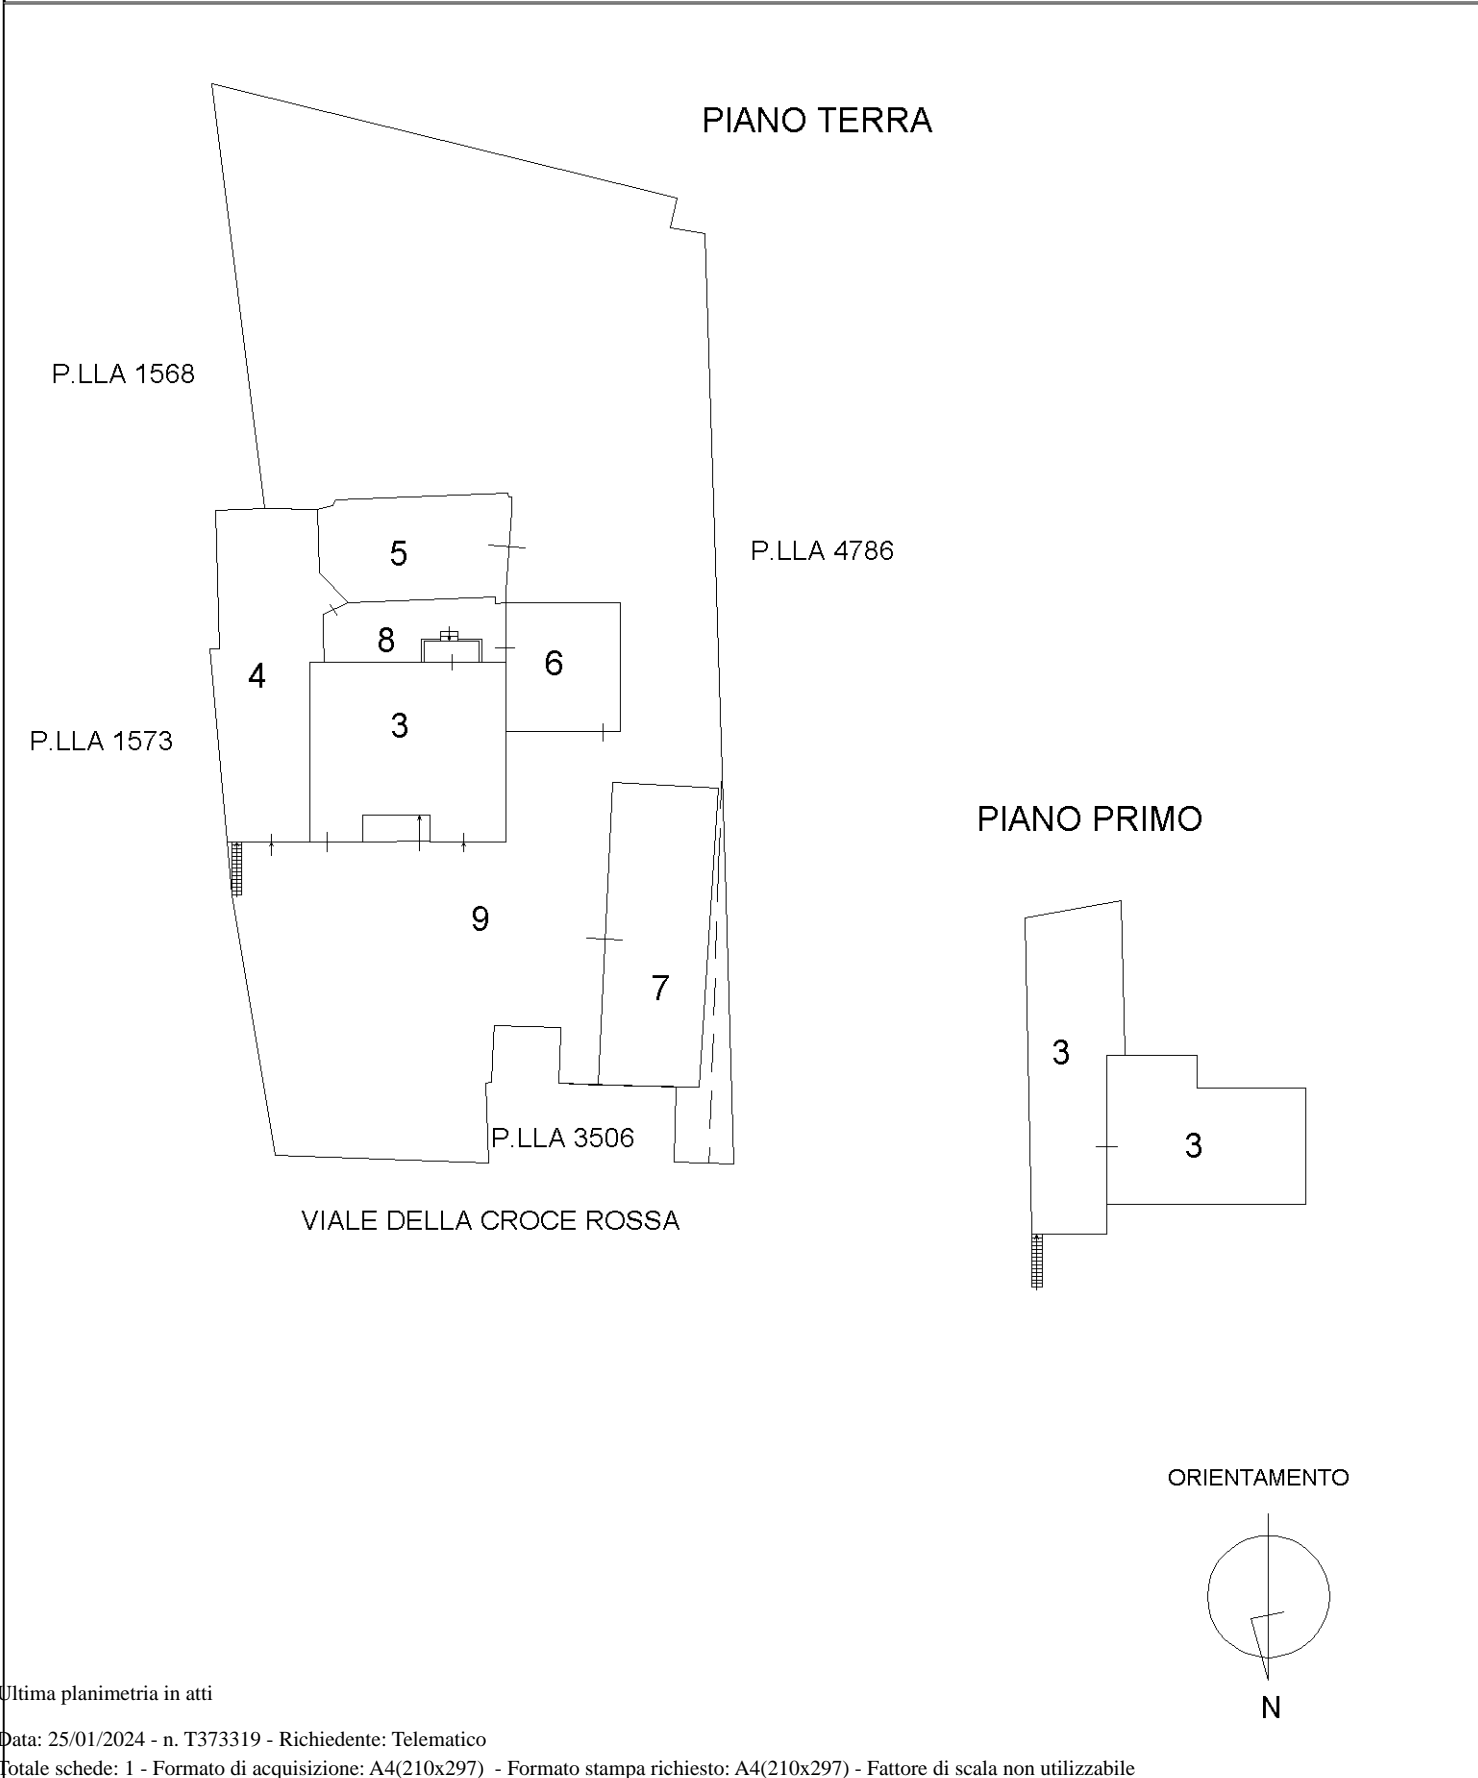 PIANO TERRA
P.LLA 1568
5
P.LLA 4786
8
6
4
3
P.LLA 1573
PIANO PRIMO
9
7
3
P.LLA 3506
3
VIALE DELLA CROCE ROSSA
ORIENTAMENTO
N
Ultima planimetria in atti
Data: 25/01/2024 - n. T373319 - Richiedente: Telematico
Totale schede: 1 - Formato di acquisizione: A4(210x297) - Formato stampa richiesto: A4(210x297) - Fattore di scala non utilizzabile